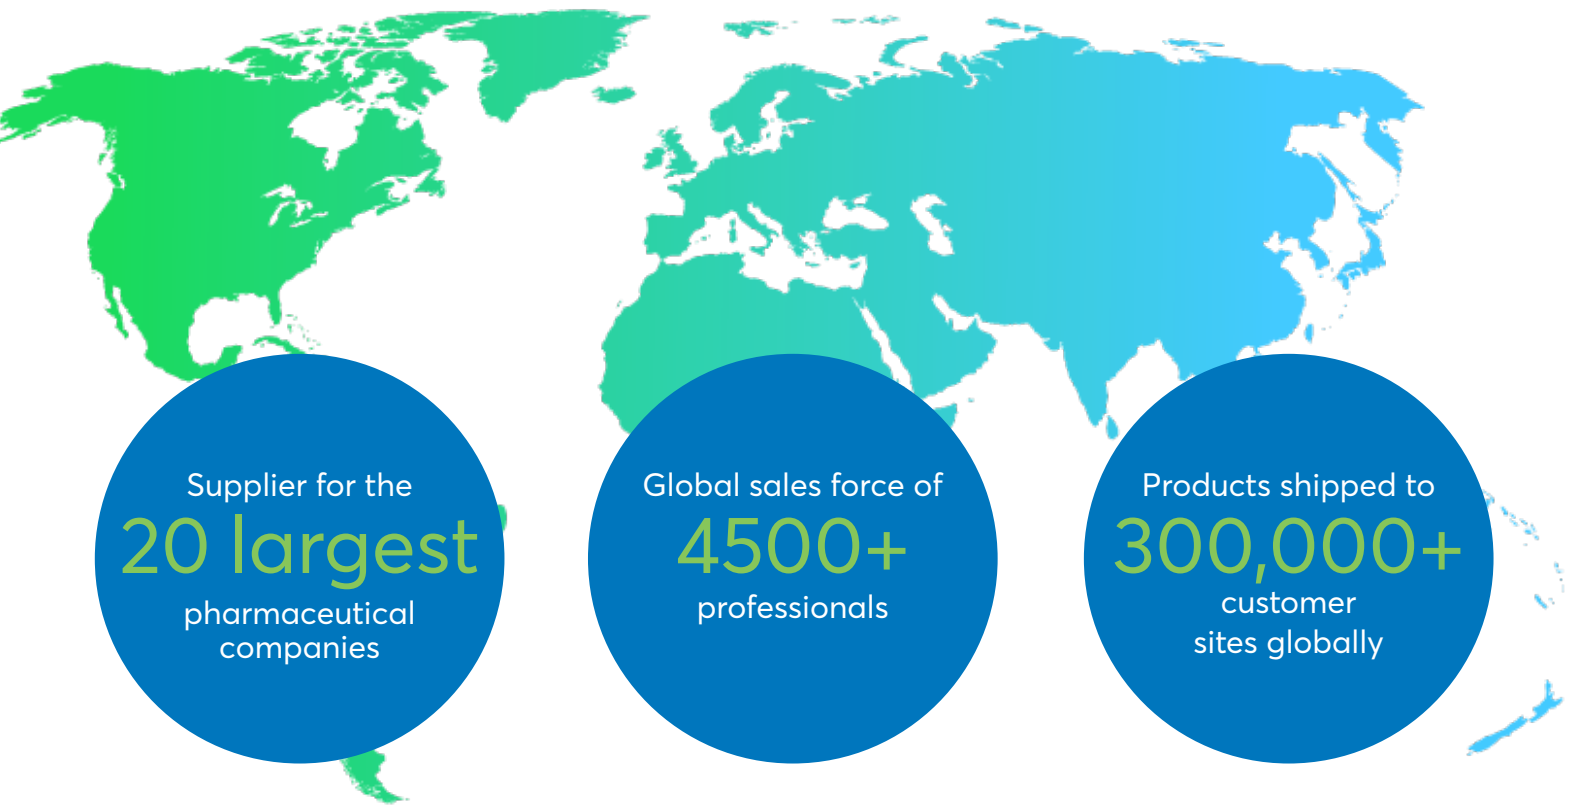 Supplier for the
20 largest
pharmaceutical
companies
Global sales force of
4500+
professionals
Products shipped to
300,000+
customer
sites globally